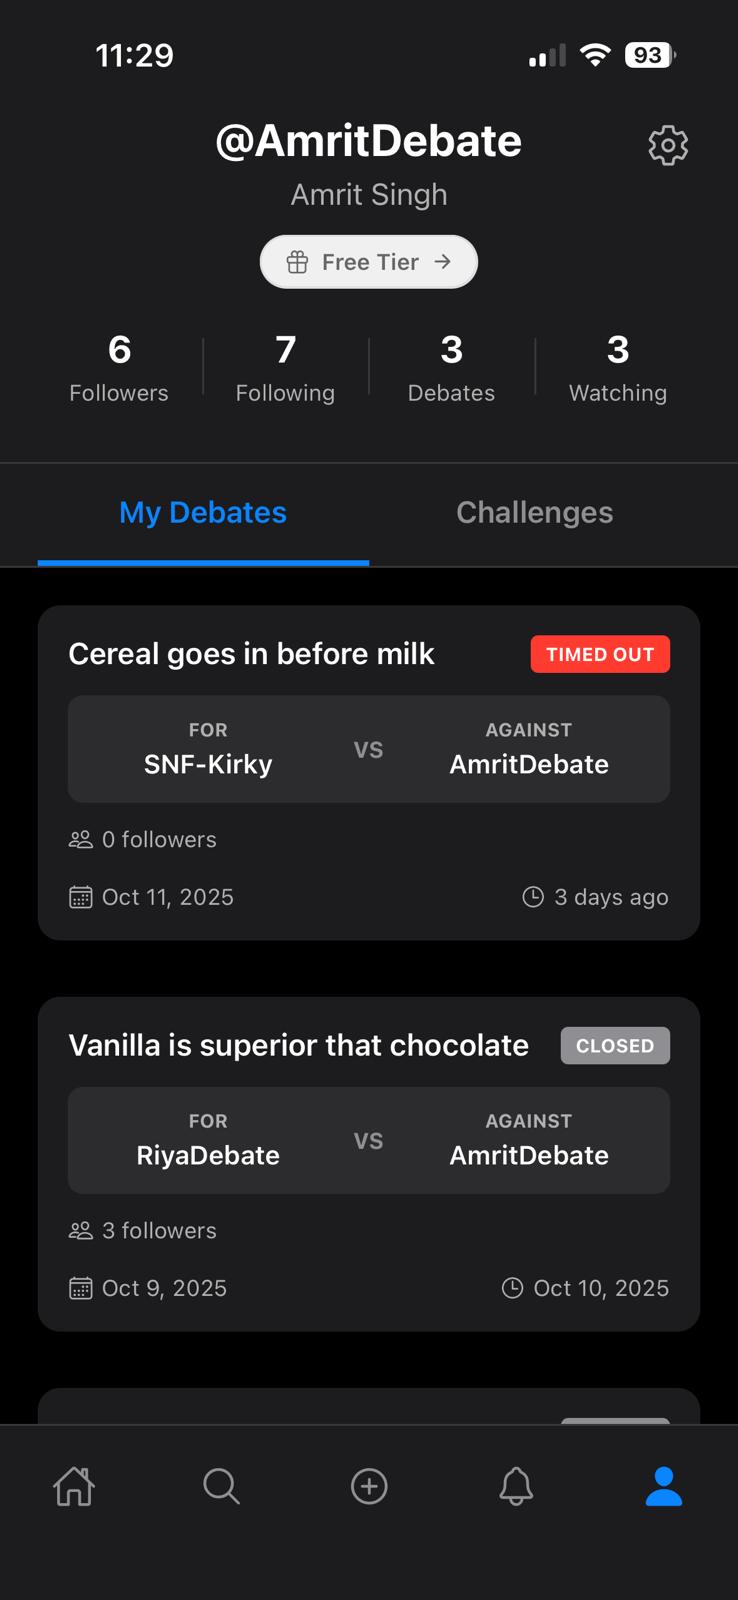 11:29
93
@AmritDebate
Amrit Singh
Free Tier →
6 7 3 3
Followers Following Debates Watching
My Debates Challenges
Cereal goes in before milk TIMED OUT
FOR AGAINST
VS
SNF-Kirky AmritDebate
0 followers
Oct 11, 2025 3 days ago
Vanilla is superior that chocolate CLOSED
FOR AGAINST
VS
RiyaDebate AmritDebate
3 followers
Oct 9, 2025 Oct 10, 2025